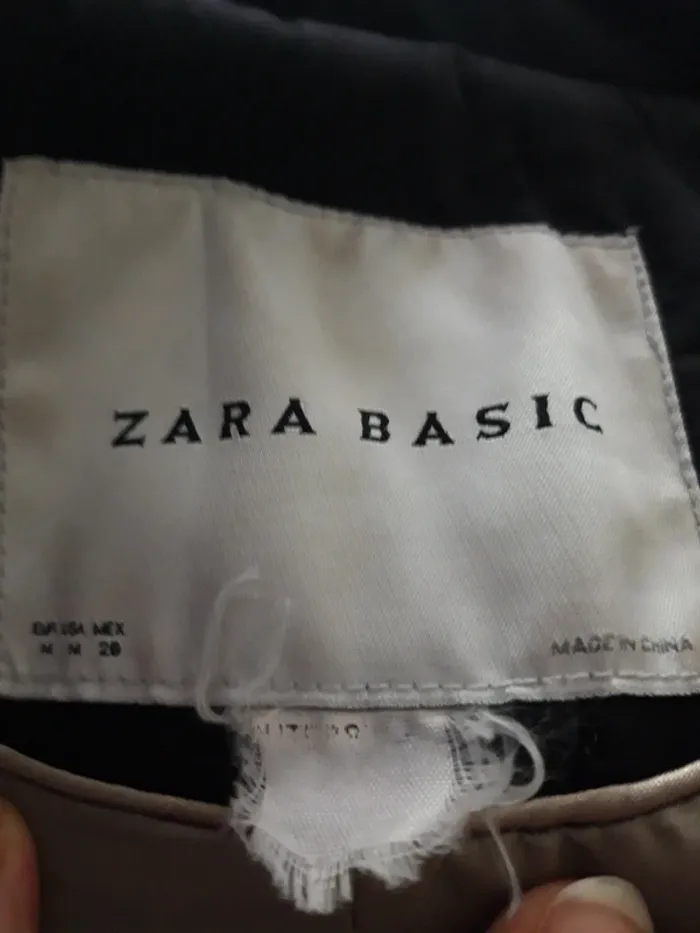 ZARA BASIC
EUR USA MEX
M M 28
MADE IN CHINA